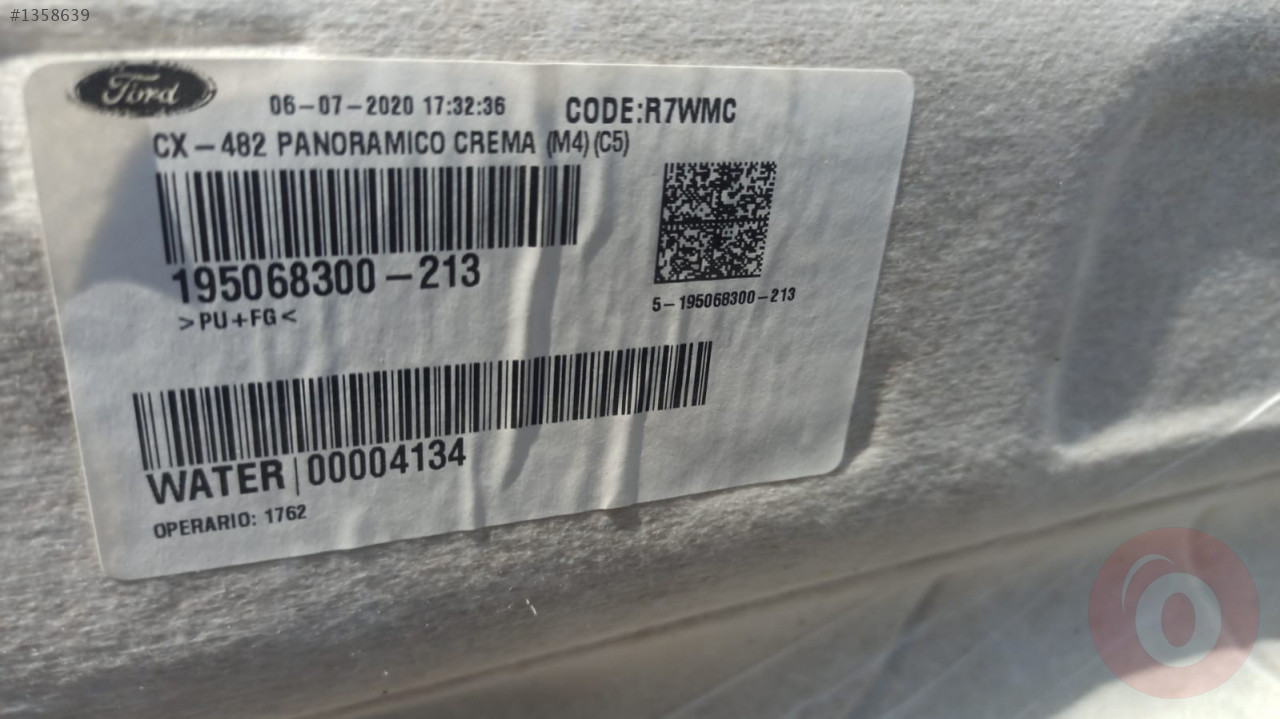 #1358639
Ford
06-07-2020 17:32:36 CODE:R7WMC
CX-482 PANORAMICO CREMA (M4)(C5)
195068300-213
5-195068300-213
>PU+FG<
WATER|00004134
OPERARIO: 1762